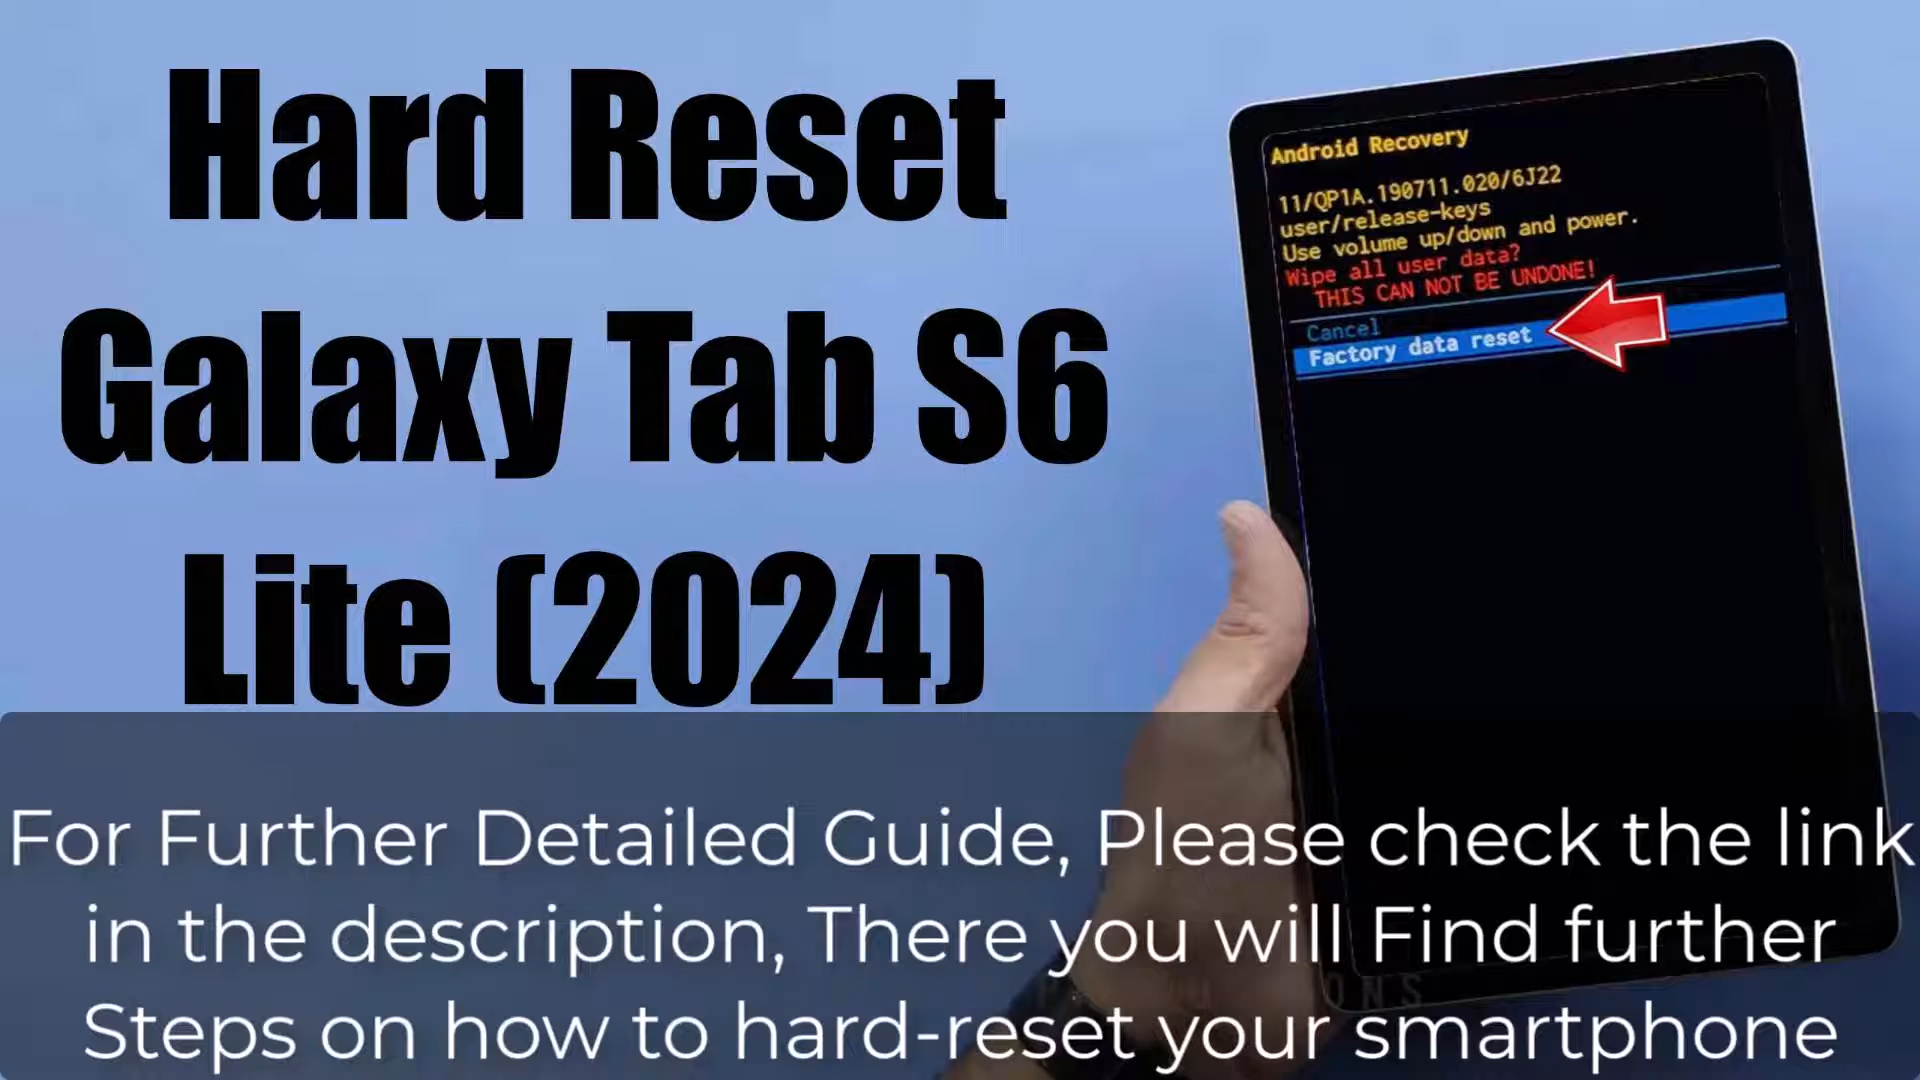 Hard Reset
Galaxy Tab S6
Lite (2024)
Android Recovery
11/QP1A.190711.020/6J22
user/release-keys
Use volume up/down and power.
Wipe all user data?
THIS CAN NOT BE UNDONE!
Cancel
Factory data reset
For Further Detailed Guide, Please check the link
in the description, There you will Find further
Steps on how to hard-reset your smartphone